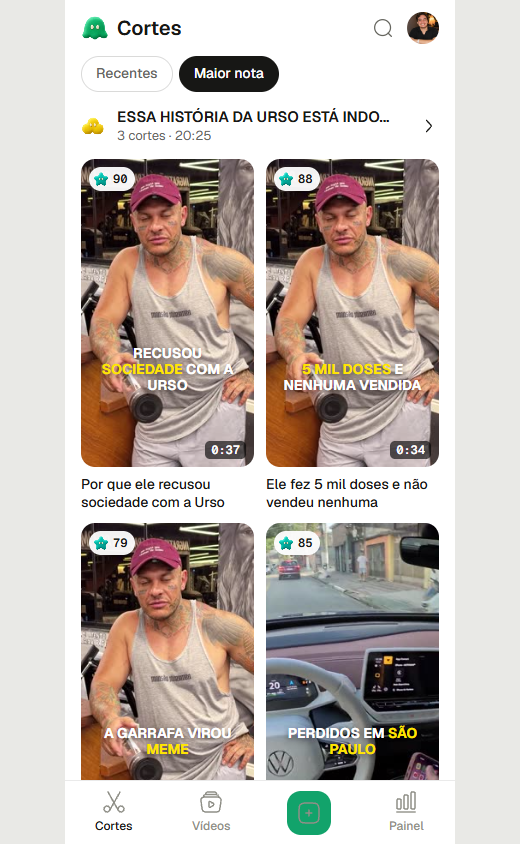 Cortes
Recentes
Maior nota
ESSA HISTÓRIA DA URSO ESTÁ INDO...
3 cortes · 20:25
90
RECUSOU
SOCIEDADE COM A
URSO
0:37
88
5 MIL DOSES E
NENHUMA VENDIDA
0:34
Por que ele recusou
sociedade com a Urso
Ele fez 5 mil doses e não
vendeu nenhuma
79
A GARRAFA VIROU
MEME
85
20
PERDIDOS EM SÃO
PAULO
Cortes
Vídeos
Painel